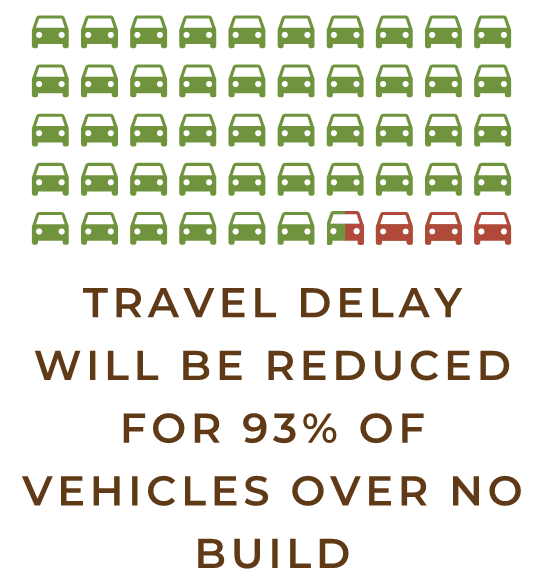 TRAVEL DELAY
WILL BE REDUCED
FOR 93% OF
VEHICLES OVER NO
BUILD